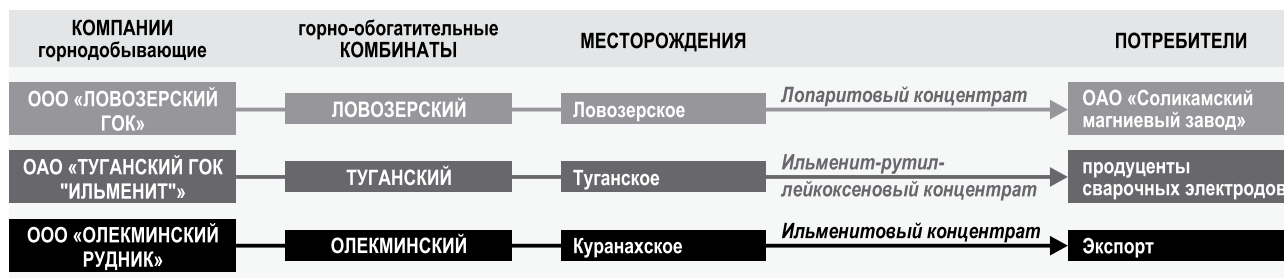 КОМПАНИИ
горнодобывающие
горно-обогатительные
КОМБИНАТЫ
МЕСТОРОЖДЕНИЯ
ПОТРЕБИТЕЛИ
ООО «ЛОВОЗЕРСКИЙ
ГОК»
ЛОВОЗЕРСКИЙ
Ловозерское
Лопаритовый концентрат
ОАО «Соликамский
магниевый завод»
ОАО «ТУГАНСКИЙ ГОК
"ИЛЬМЕНИТ"»
ТУГАНСКИЙ
Туганское
Ильменит-рутил-
лейкоксеновый концентрат
продуценты
сварочных электродов
ООО «ОЛЕКМИНСКИЙ
РУДНИК»
ОЛЕКМИНСКИЙ
Куранахское
Ильменитовый концентрат
Экспорт